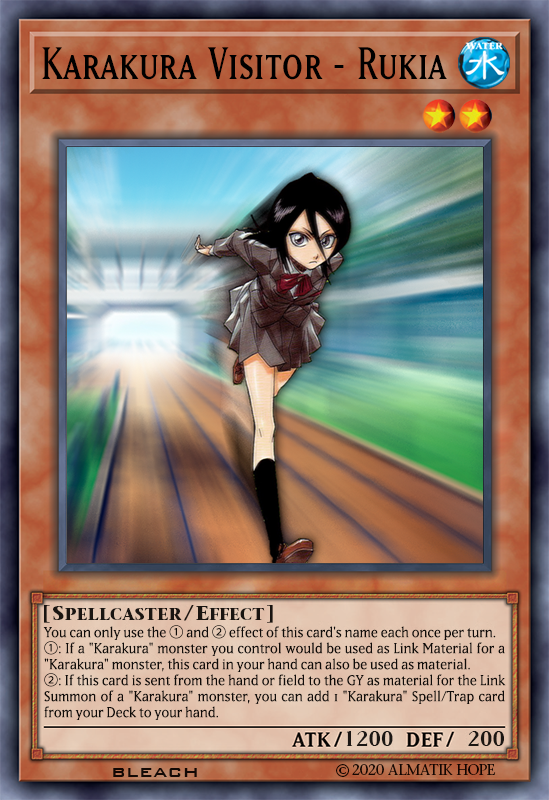 Karakura Visitor - Rukia
WATER
水
[Spellcaster/Effect]
You can only use the ① and ② effect of this card's name each once per turn.
①: If a "Karakura" monster you control would be used as Link Material for a
"Karakura" monster, this card in your hand can also be used as material.
②: If this card is sent from the hand or field to the GY as material for the Link
Summon of a "Karakura" monster, you can add 1 "Karakura" Spell/Trap card
from your Deck to your hand.
ATK/1200 DEF/ 200
BLEACH
©2020 ALMATIK HOPE